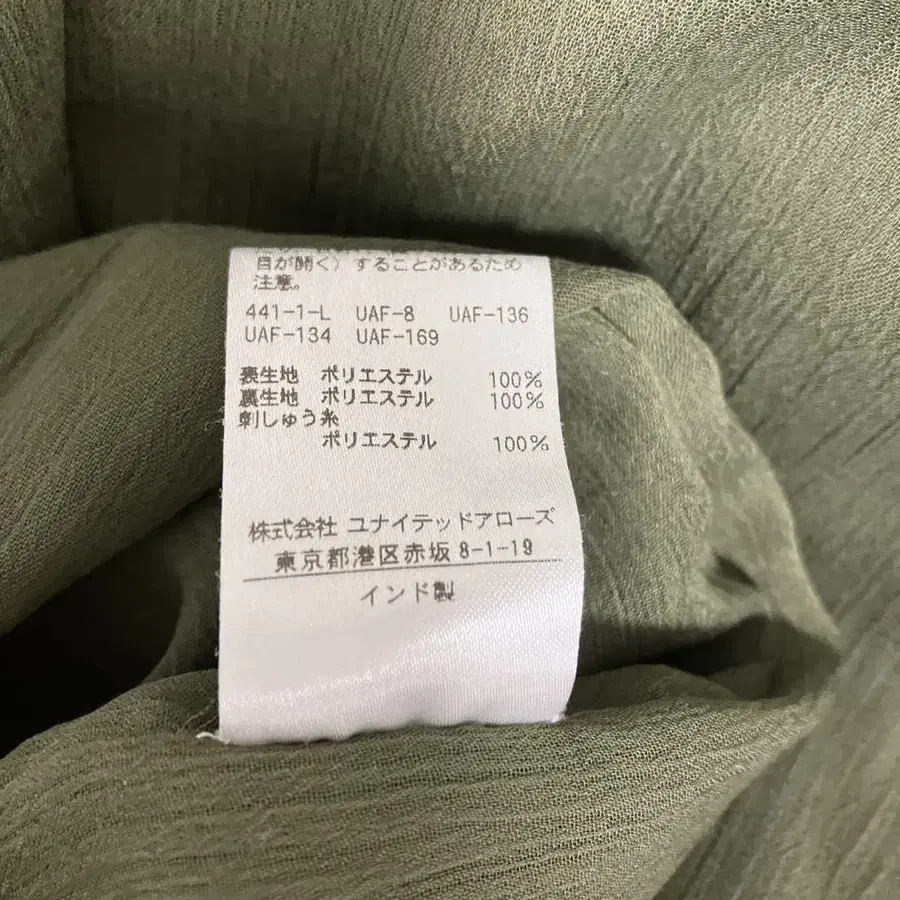 目が開く）することがあるため
注意。
441-1-L UAF-8 UAF-136
UAF-134 UAF-169
表生地 ポリエステル 100%
裏生地 ポリエステル 100%
刺しゅう糸
ポリエステル 100%
株式会社 ユナイテッドアローズ
東京都港区赤坂 8-1-19
インド製